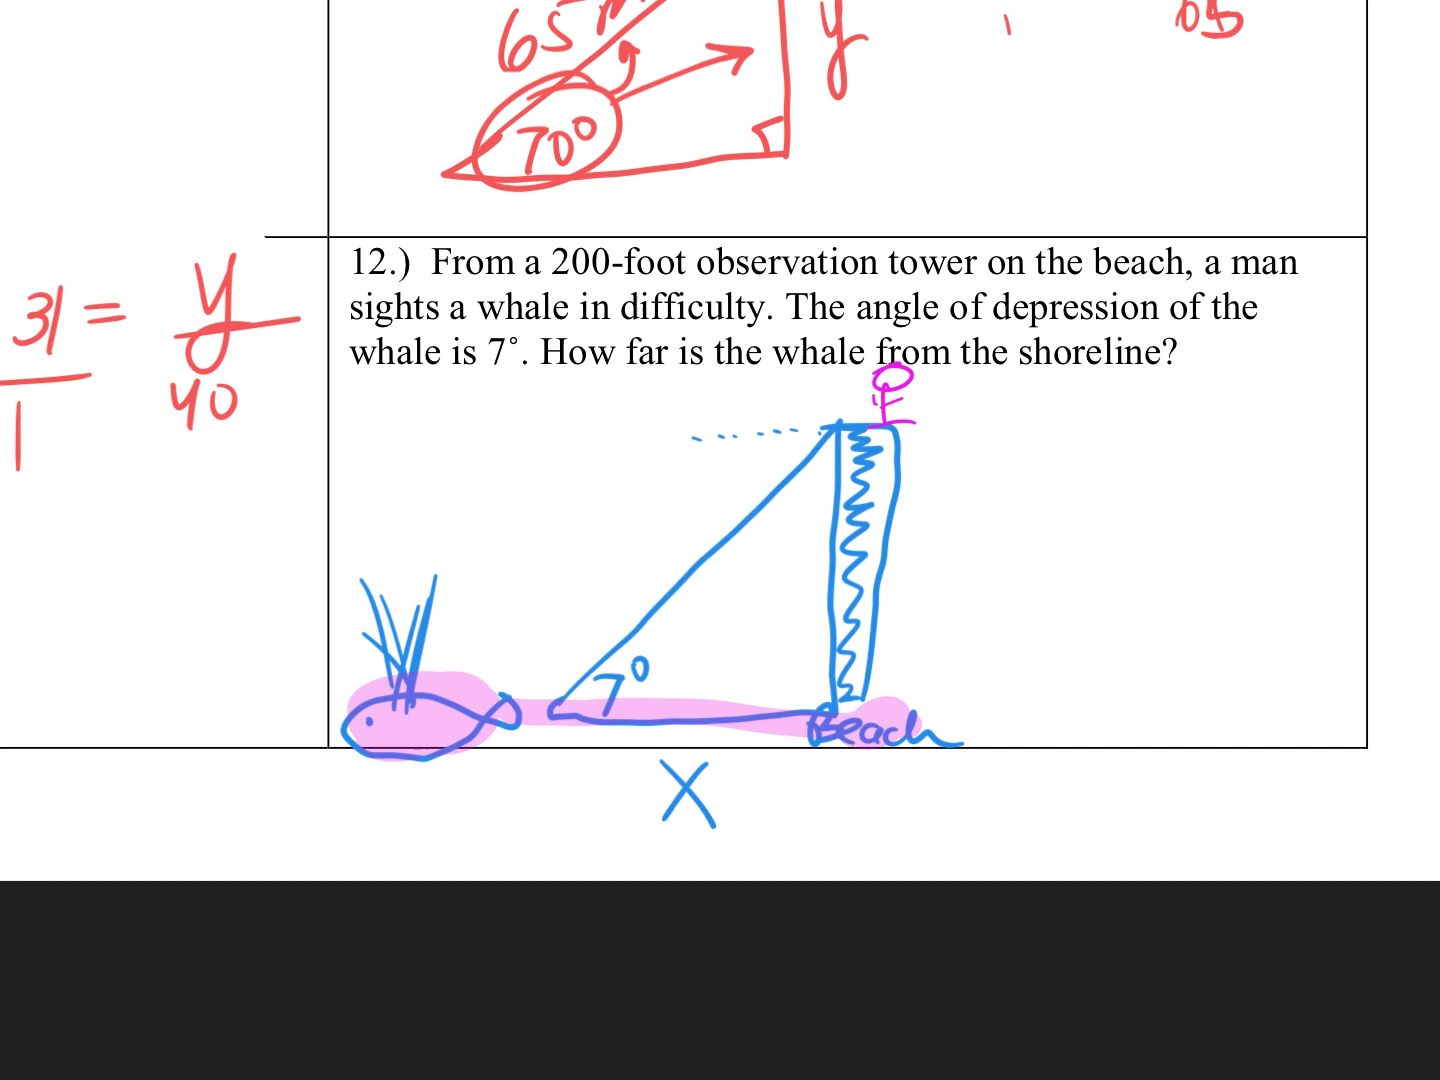 65
y
70°
31 = y
40
1
12.) From a 200-foot observation tower on the beach, a man
sights a whale in difficulty. The angle of depression of the
whale is 7˚. How far is the whale from the shoreline?
7°
Beach
X